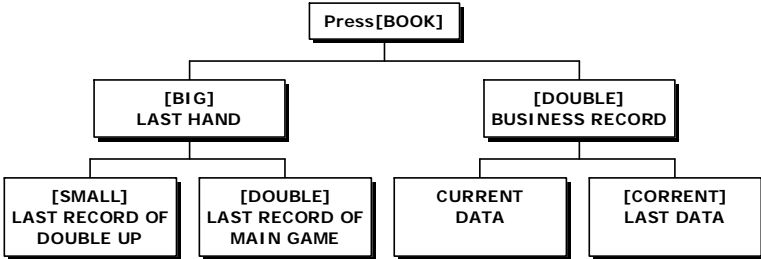 Press[BOOK]
[BIG]
LAST HAND
[DOUBLE]
BUSINESS RECORD
[SMALL]
LAST RECORD OF
DOUBLE UP
[DOUBLE]
LAST RECORD OF
MAIN GAME
CURRENT
DATA
[CORRENT]
LAST DATA